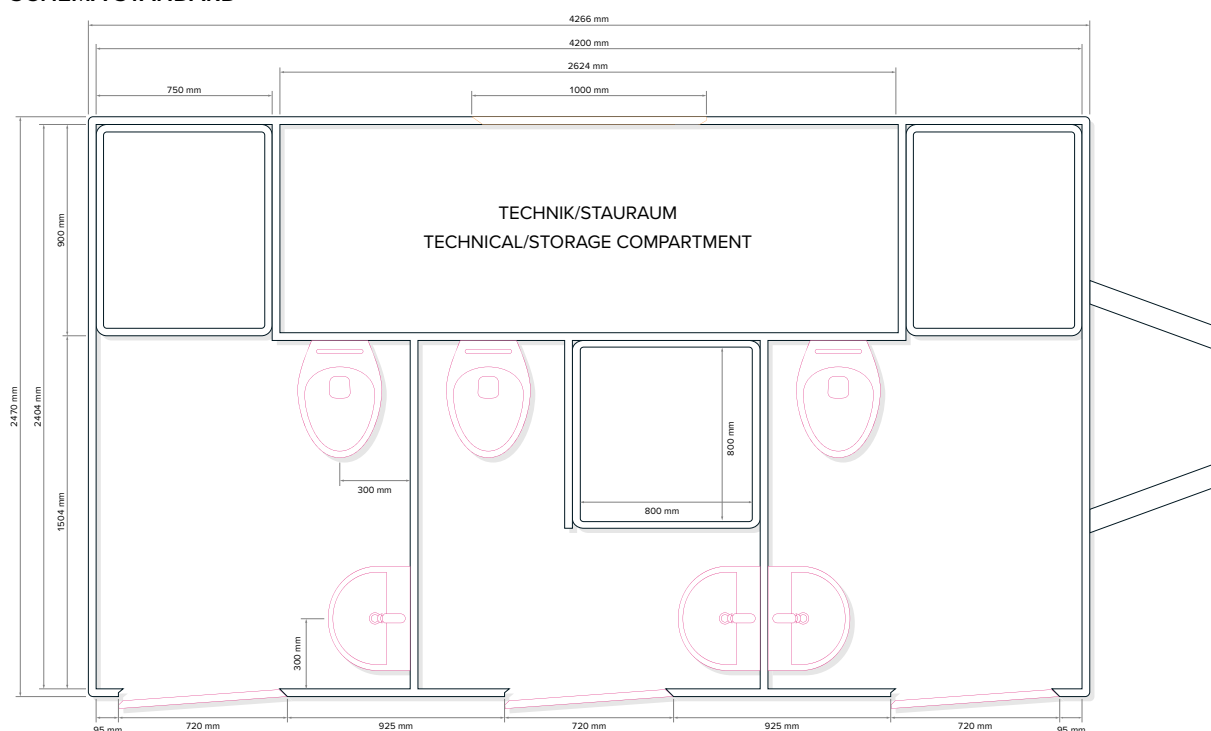 4266 mm
4200 mm
2624 mm
750 mm
1000 mm
TECHNIK/STAURAUM
TECHNICAL/STORAGE COMPARTMENT
900 mm
2470 mm
2404 mm
1504 mm
800 mm
800 mm
300 mm
300 mm
95 mm
720 mm
925 mm
720 mm
925 mm
720 mm
95 mm